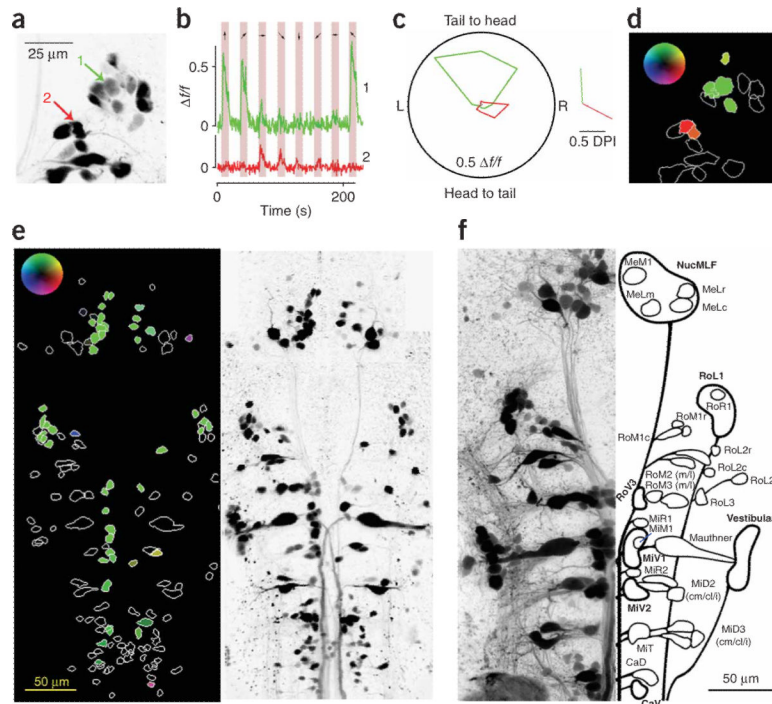 a
25 μm
1
2
b
Δf/f
0.5
0
0
1
2
0
200
Time (s)
c
Tail to head
L
R
0.5 Δf/f
Head to tail
0.5 DPI
d
e
50 μm
f
MeM1
NucMLF
MeLr
MeLm
MeLc
RoL1
RoR1
RoM1r
RoM1c
RoL2r
RoL2c
RoM2 (m/l)
RoL2
RoM3 (m/l)
RoV3
RoL3
MiR1
MiM1
Vestibula
Mauthner
MiV1
MiR2
MiD2
(cm/cl/i)
MiV2
MiD3
(cm/cl/i)
MiT
CaD
50 μm
CaV